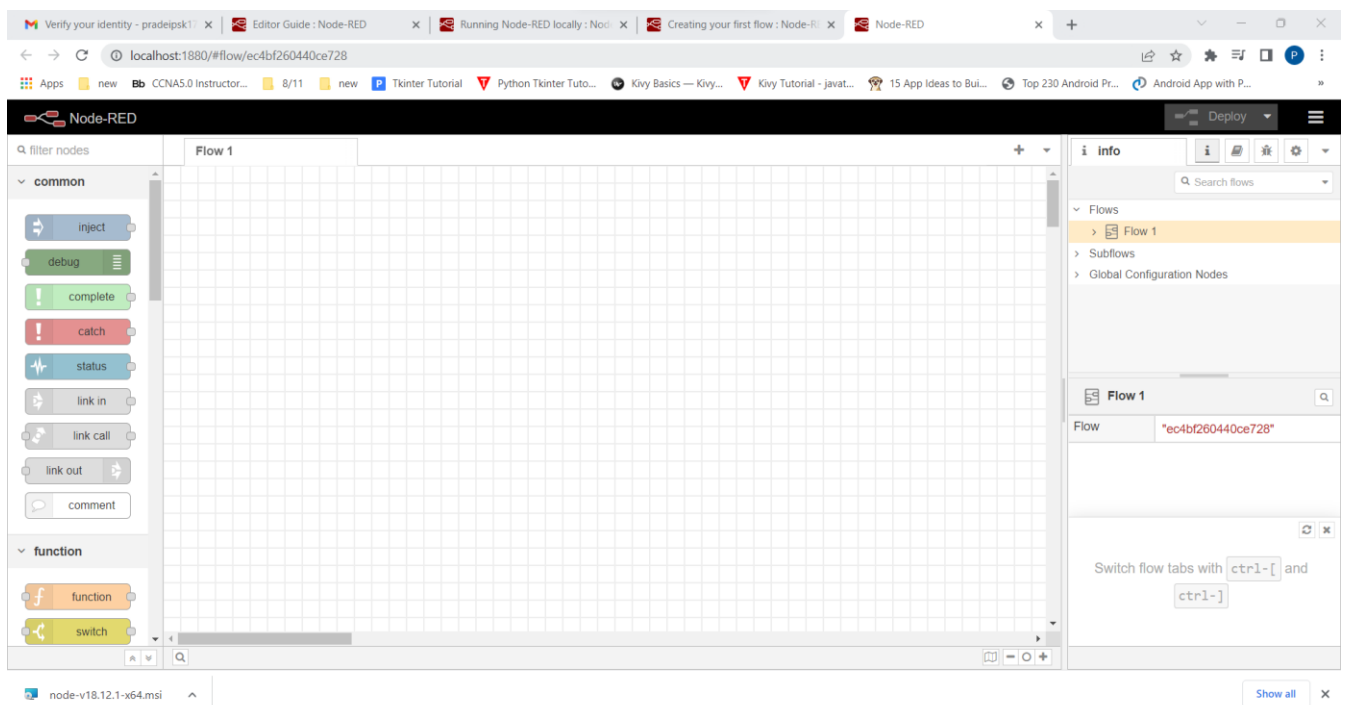 Verify your identity - pradeipsk1
Editor Guide : Node-RED
Running Node-RED locally : Nod
Creating your first flow : Node-R
Node-RED
localhost:1880/#flow/ec4bf260440ce728
P
Apps
new
Bb CCNA5.0 Instructor...
8/11
new
P Tkinter Tutorial
Python Tkinter Tuto...
Kivy Basics — Kivy...
Kivy Tutorial - javat...
15 App Ideas to Bui...
Top 230 Android Pr...
Android App with P...
»
Node-RED
Deploy
filter nodes
Flow 1
i info
i
common
Search flows
inject
Flows
Flow 1
debug
Subflows
Global Configuration Nodes
complete
catch
status
link in
Flow 1
link call
Flow "ec4bf260440ce728"
link out
comment
function
Switch flow tabs with ctrl-[ and
ctrl-]
function
switch
node-v18.12.1-x64.msi
Show all